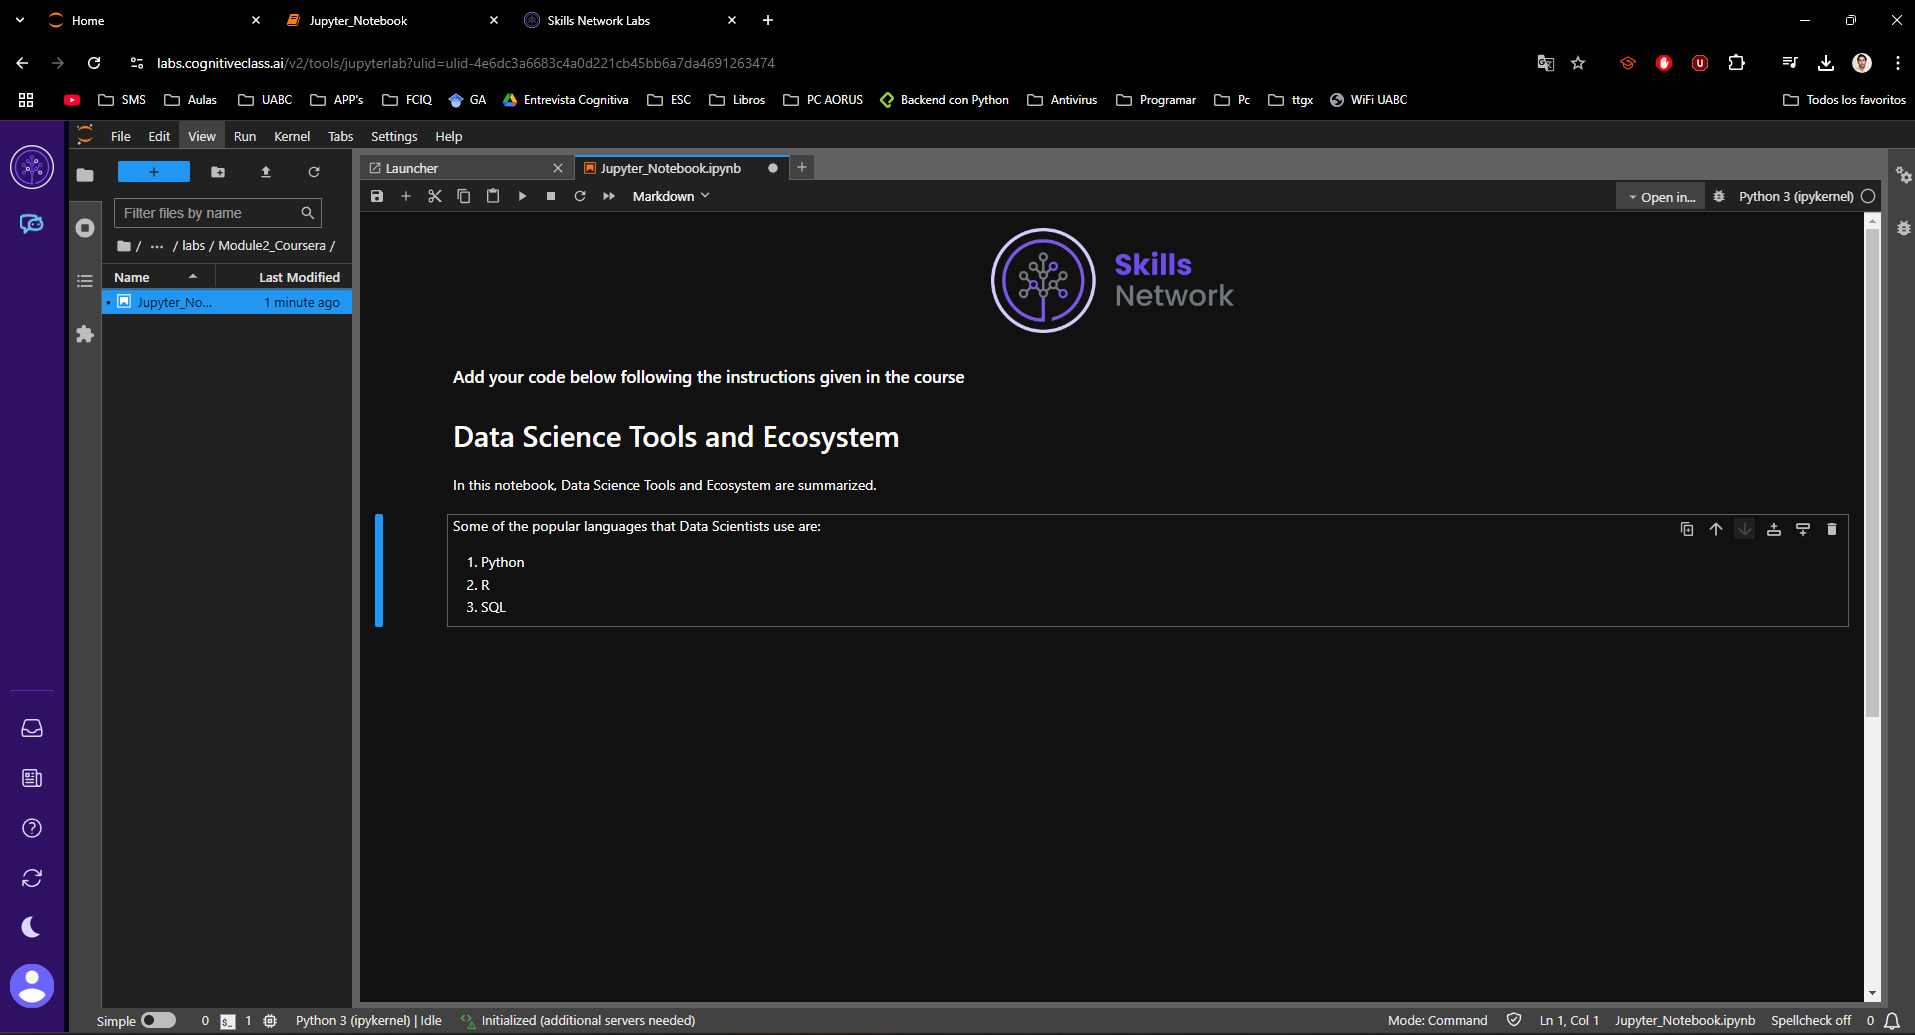 Home
Jupyter_Notebook
Skills Network Labs
labs.cognitiveclass.ai/v2/tools/jupyterlab?ulid=ulid-4e6dc3a6683c4a0d221cb45bb6a7da4691263474
SMS Aulas UABC APP's FCIQ GA Entrevista Cognitiva ESC Libros PC AORUS Backend con Python Antivirus Programar Pc ttgx WiFi UABC Todos los favoritos
File Edit View Run Kernel Tabs Settings Help
Launcher
Jupyter_Notebook.ipynb
Markdown
Open in...
Python 3 (ipykernel)
Filter files by name
/ ··· / labs / Module2_Coursera /
Name Last Modified
Jupyter_No... 1 minute ago
Skills
Network
Add your code below following the instructions given in the course
Data Science Tools and Ecosystem
In this notebook, Data Science Tools and Ecosystem are summarized.
Some of the popular languages that Data Scientists use are:
1. Python
2. R
3. SQL
Simple 0 $_ 1 Python 3 (ipykernel) | Idle Initialized (additional servers needed) Mode: Command Ln 1, Col 1 Jupyter_Notebook.ipynb Spellcheck off 0